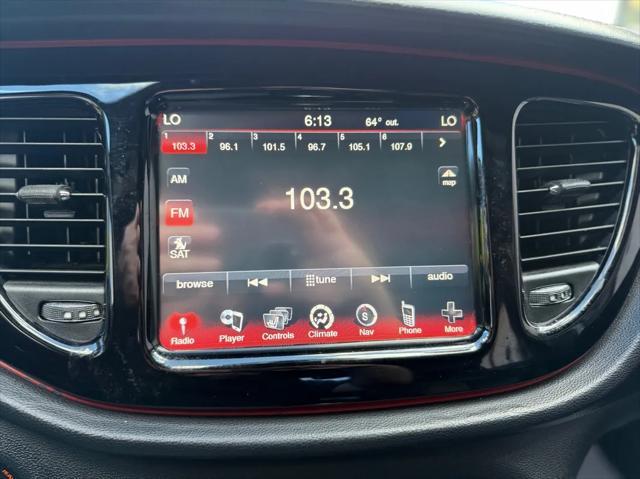 LO 6:13 64° out. LO
1 2 3 4 5 6
103.3 96.1 101.5 96.7 105.1 107.9
AM
map
103.3
FM
SAT
browse tune audio
Radio Player Controls Climate Nav Phone More
S